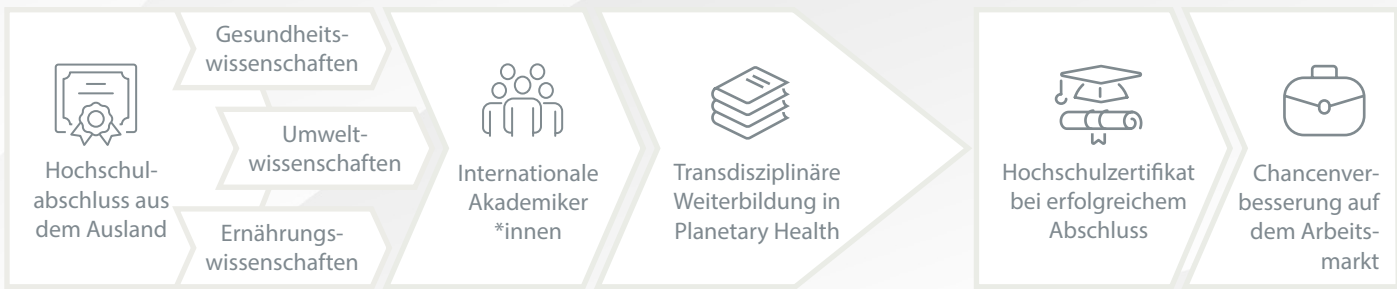 Hochschul-
abschluss aus
dem Ausland
Gesundheits-
wissenschaften
Umwelt-
wissenschaften
Ernährungs-
wissenschaften
Internationale
Akademiker
*innen
Transdisziplinäre
Weiterbildung in
Planetary Health
Hochschulzertifikat
bei erfolgreichem
Abschluss
Chancenver-
besserung auf
dem Arbeits-
markt